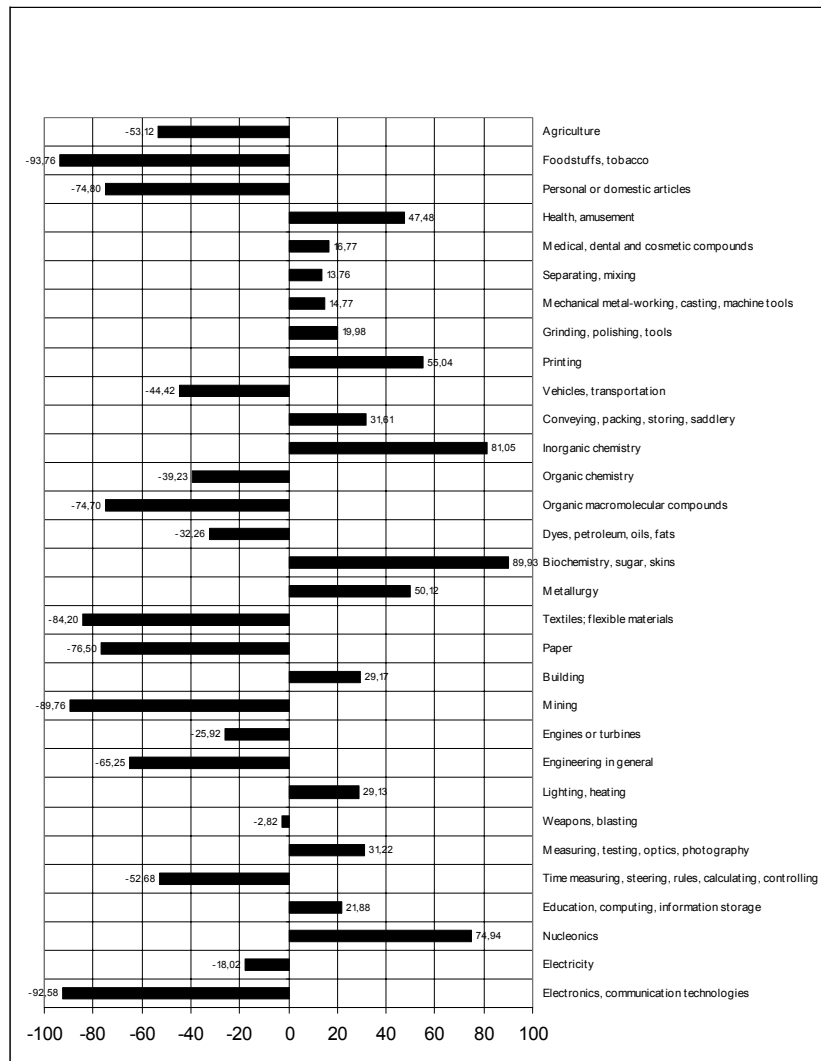 -53,12 Agriculture
-93,76 Foodstuffs, tobacco
-74,80 Personal or domestic articles
47,48 Health, amusement
16,77 Medical, dental and cosmetic compounds
13,76 Separating, mixing
14,77 Mechanical metal-working, casting, machine tools
19,98 Grinding, polishing, tools
55,04 Printing
-44,42 Vehicles, transportation
31,61 Conveying, packing, storing, saddlery
81,05 Inorganic chemistry
-39,23 Organic chemistry
-74,70 Organic macromolecular compounds
-32,26 Dyes, petroleum, oils, fats
89,93 Biochemistry, sugar, skins
50,12 Metallurgy
-84,20 Textiles; flexible materials
-76,50 Paper
29,17 Building
-89,76 Mining
-25,92 Engines or turbines
-65,25 Engineering in general
29,13 Lighting, heating
-2,82 Weapons, blasting
31,22 Measuring, testing, optics, photography
-52,68 Time measuring, steering, rules, calculating, controlling
21,88 Education, computing, information storage
74,94 Nucleonics
-18,02 Electricity
-92,58 Electronics, communication technologies
-100 -80 -60 -40 -20 0 20 40 60 80 100